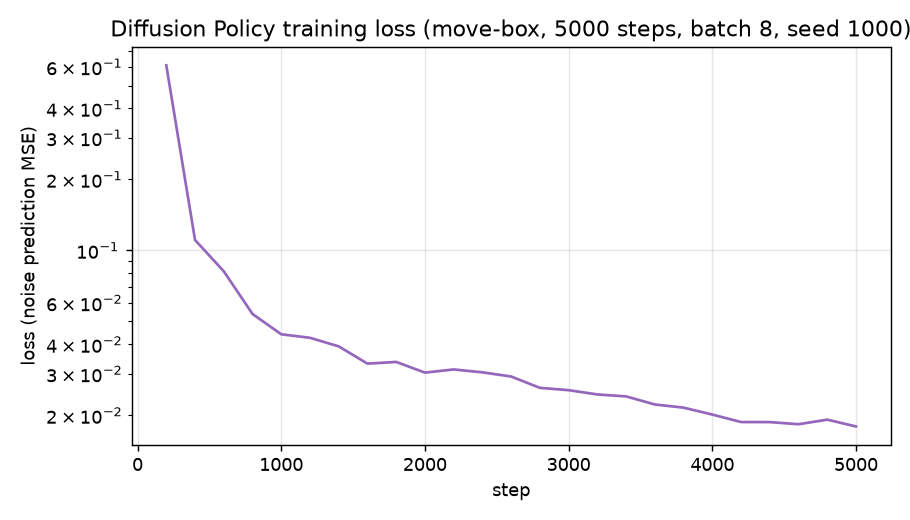 Diffusion Policy training loss (move-box, 5000 steps, batch 8, seed 1000)
loss (noise prediction MSE)
6 × 10⁻¹
4 × 10⁻¹
3 × 10⁻¹
2 × 10⁻¹
10⁻¹
6 × 10⁻²
4 × 10⁻²
3 × 10⁻²
2 × 10⁻²
0 1000 2000 3000 4000 5000
step